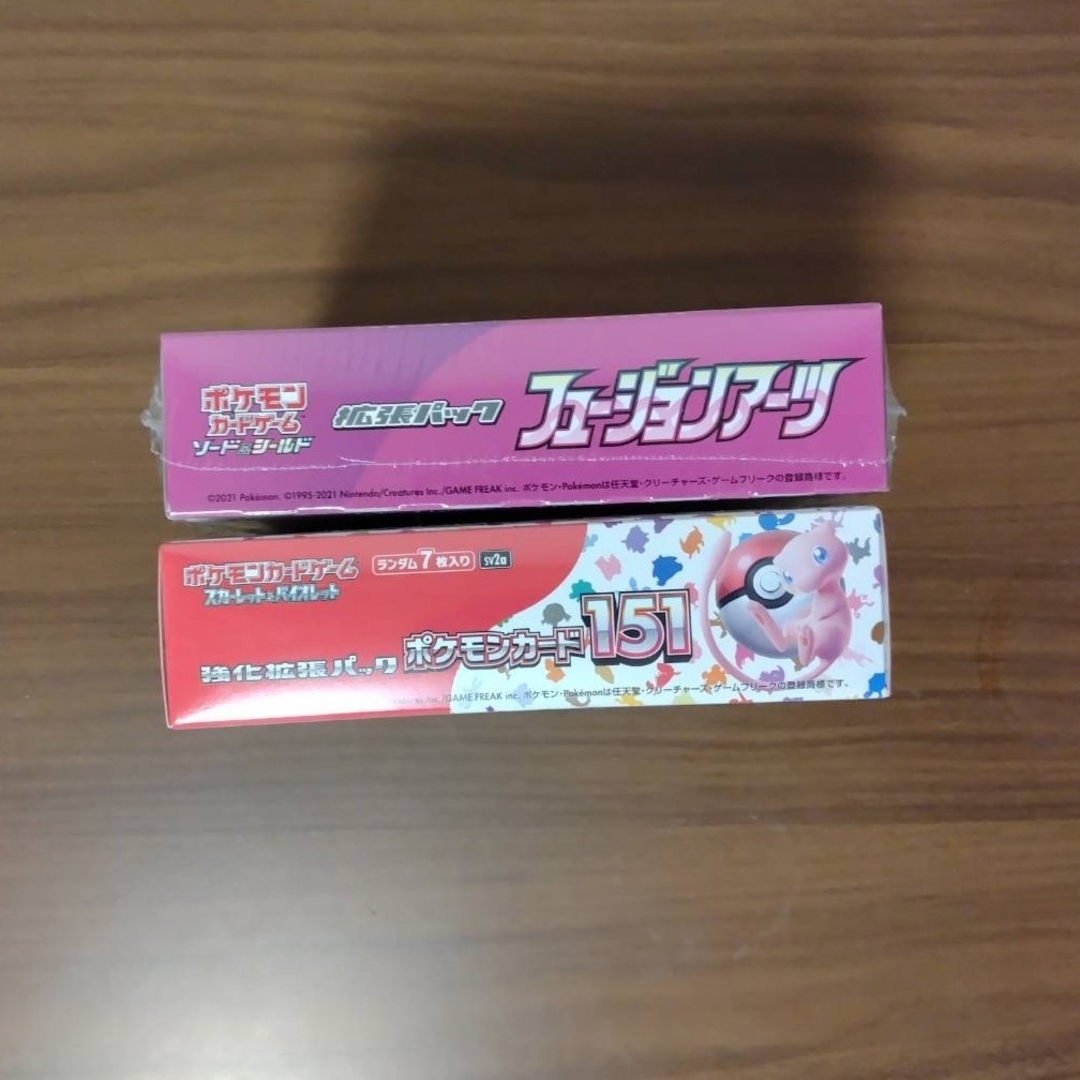 ポケモン
カードゲーム
ソード&シールド
拡張パック
フュージョンアーツ
©2021 Pokémon. ©1995-2021 Nintendo/Creatures Inc./GAME FREAK inc. ポケモン・Pokémonは任天堂・クリーチャーズ・ゲームフリークの登録商標です。
ポケモンカードゲーム
スカーレット&バイオレット
ランダム7枚入り
sv2a
強化拡張パック
ポケモンカード151
Creatures Inc./GAME FREAK inc. ポケモン・Pokémonは任天堂・クリーチャーズ・ゲームフリークの登録商標です。